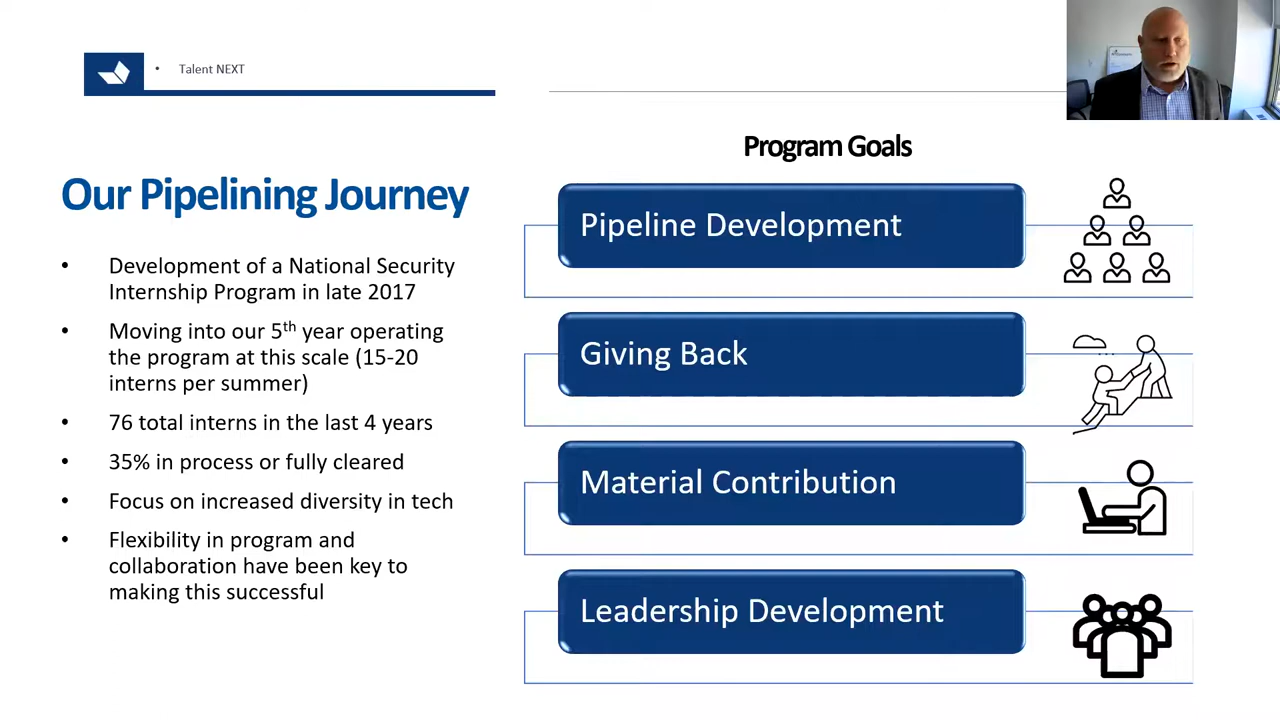 Talent NEXT
Our Pipelining Journey
• Development of a National Security
Internship Program in late 2017
• Moving into our 5th year operating
the program at this scale (15-20
interns per summer)
• 76 total interns in the last 4 years
• 35% in process or fully cleared
• Focus on increased diversity in tech
• Flexibility in program and
collaboration have been key to
making this successful
Program Goals
Pipeline Development
Giving Back
Material Contribution
Leadership Development